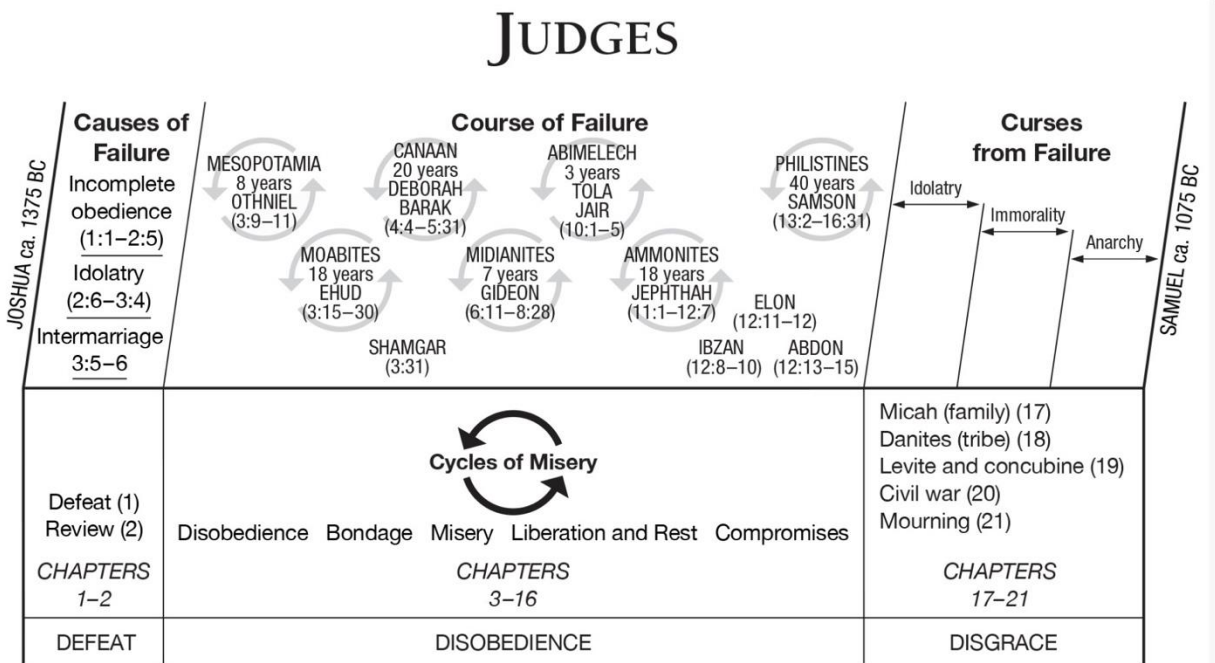 JUDGES
JOSHUA ca. 1375 BC
Causes of
Failure
Incomplete
obedience
(1:1–2:5)
Idolatry
(2:6–3:4)
Intermarriage
3:5–6
Course of Failure
MESOPOTAMIA
8 years
OTHNIEL
(3:9–11)
MOABITES
18 years
EHUD
(3:15–30)
SHAMGAR
(3:31)
CANAAN
20 years
DEBORAH
BARAK
(4:4–5:31)
MIDIANITES
7 years
GIDEON
(6:11–8:28)
ABIMELECH
3 years
TOLA
JAIR
(10:1–5)
AMMONITES
18 years
JEPHTHAH
(11:1–12:7)
IBZAN
(12:8–10)
ELON
(12:11–12)
ABDON
(12:13–15)
PHILISTINES
40 years
SAMSON
(13:2–16:31)
Curses
from Failure
Idolatry
Immorality
Anarchy
SAMUEL ca. 1075 BC
Defeat (1)
Review (2)
CHAPTERS
1–2
DEFEAT
Cycles of Misery
Disobedience Bondage Misery Liberation and Rest Compromises
CHAPTERS
3–16
DISOBEDIENCE
Micah (family) (17)
Danites (tribe) (18)
Levite and concubine (19)
Civil war (20)
Mourning (21)
CHAPTERS
17–21
DISGRACE